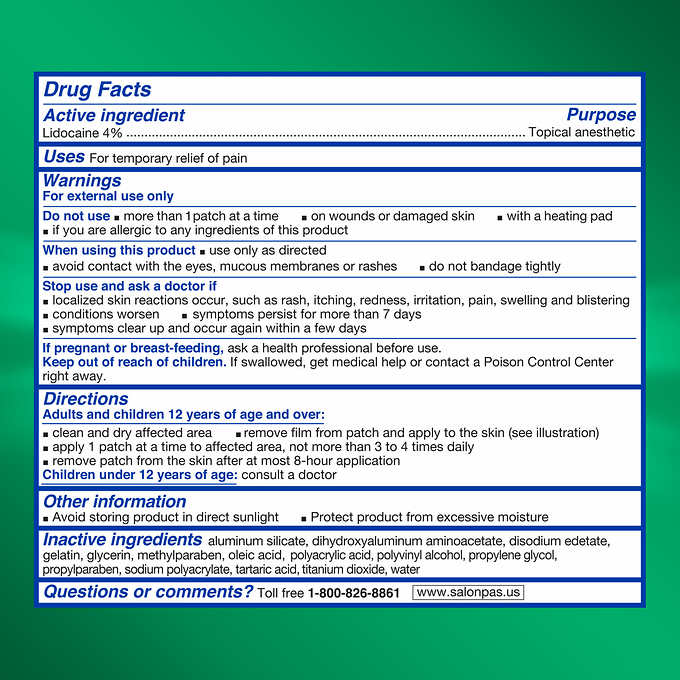 Drug Facts
Active ingredient Purpose
Lidocaine 4% ........................................................................................................ Topical anesthetic
Uses For temporary relief of pain
Warnings
For external use only
Do not use ■ more than 1 patch at a time ■ on wounds or damaged skin ■ with a heating pad
■ if you are allergic to any ingredients of this product
When using this product ■ use only as directed
■ avoid contact with the eyes, mucous membranes or rashes ■ do not bandage tightly
Stop use and ask a doctor if
■ localized skin reactions occur, such as rash, itching, redness, irritation, pain, swelling and blistering
■ conditions worsen ■ symptoms persist for more than 7 days
■ symptoms clear up and occur again within a few days
If pregnant or breast-feeding, ask a health professional before use.
Keep out of reach of children. If swallowed, get medical help or contact a Poison Control Center
right away.
Directions
Adults and children 12 years of age and over:
■ clean and dry affected area ■ remove film from patch and apply to the skin (see illustration)
■ apply 1 patch at a time to affected area, not more than 3 to 4 times daily
■ remove patch from the skin after at most 8-hour application
Children under 12 years of age: consult a doctor
Other information
■ Avoid storing product in direct sunlight ■ Protect product from excessive moisture
Inactive ingredients aluminum silicate, dihydroxyaluminum aminoacetate, disodium edetate,
gelatin, glycerin, methylparaben, oleic acid, polyacrylic acid, polyvinyl alcohol, propylene glycol,
propylparaben, sodium polyacrylate, tartaric acid, titanium dioxide, water
Questions or comments? Toll free 1-800-826-8861 www.salonpas.us